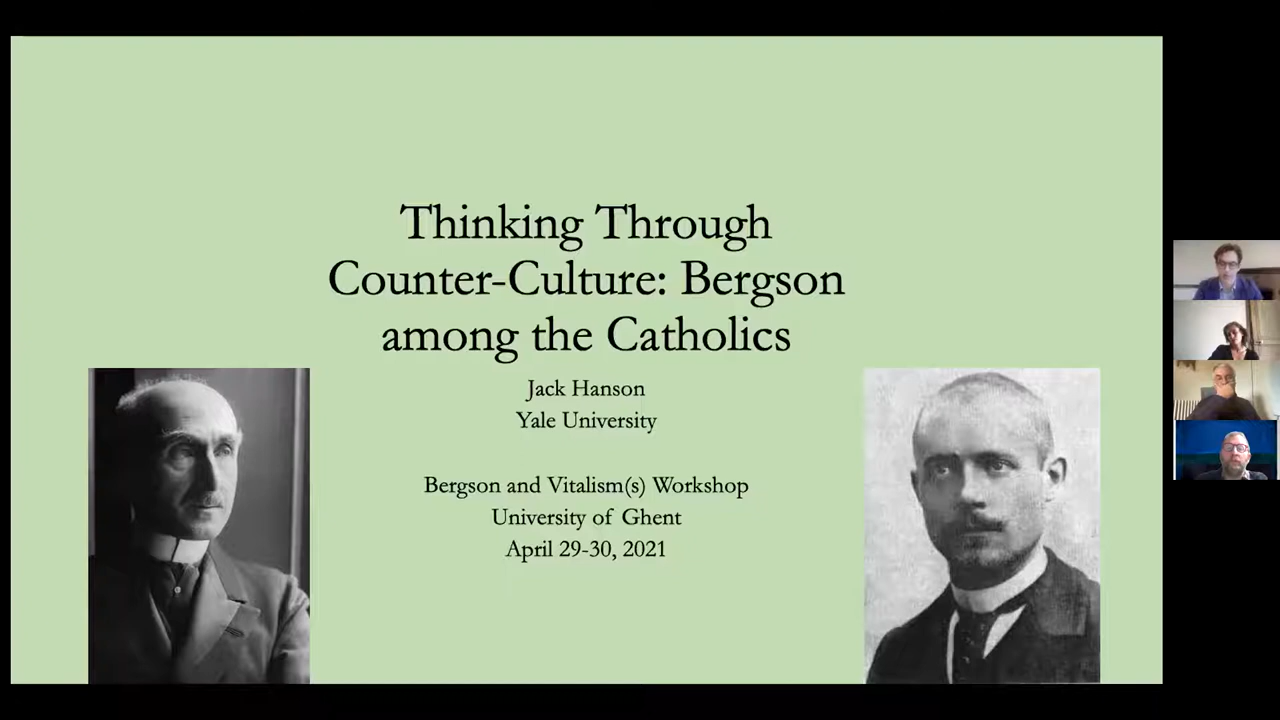 Thinking Through
Counter-Culture: Bergson
among the Catholics
Jack Hanson
Yale University
Bergson and Vitalism(s) Workshop
University of Ghent
April 29-30, 2021